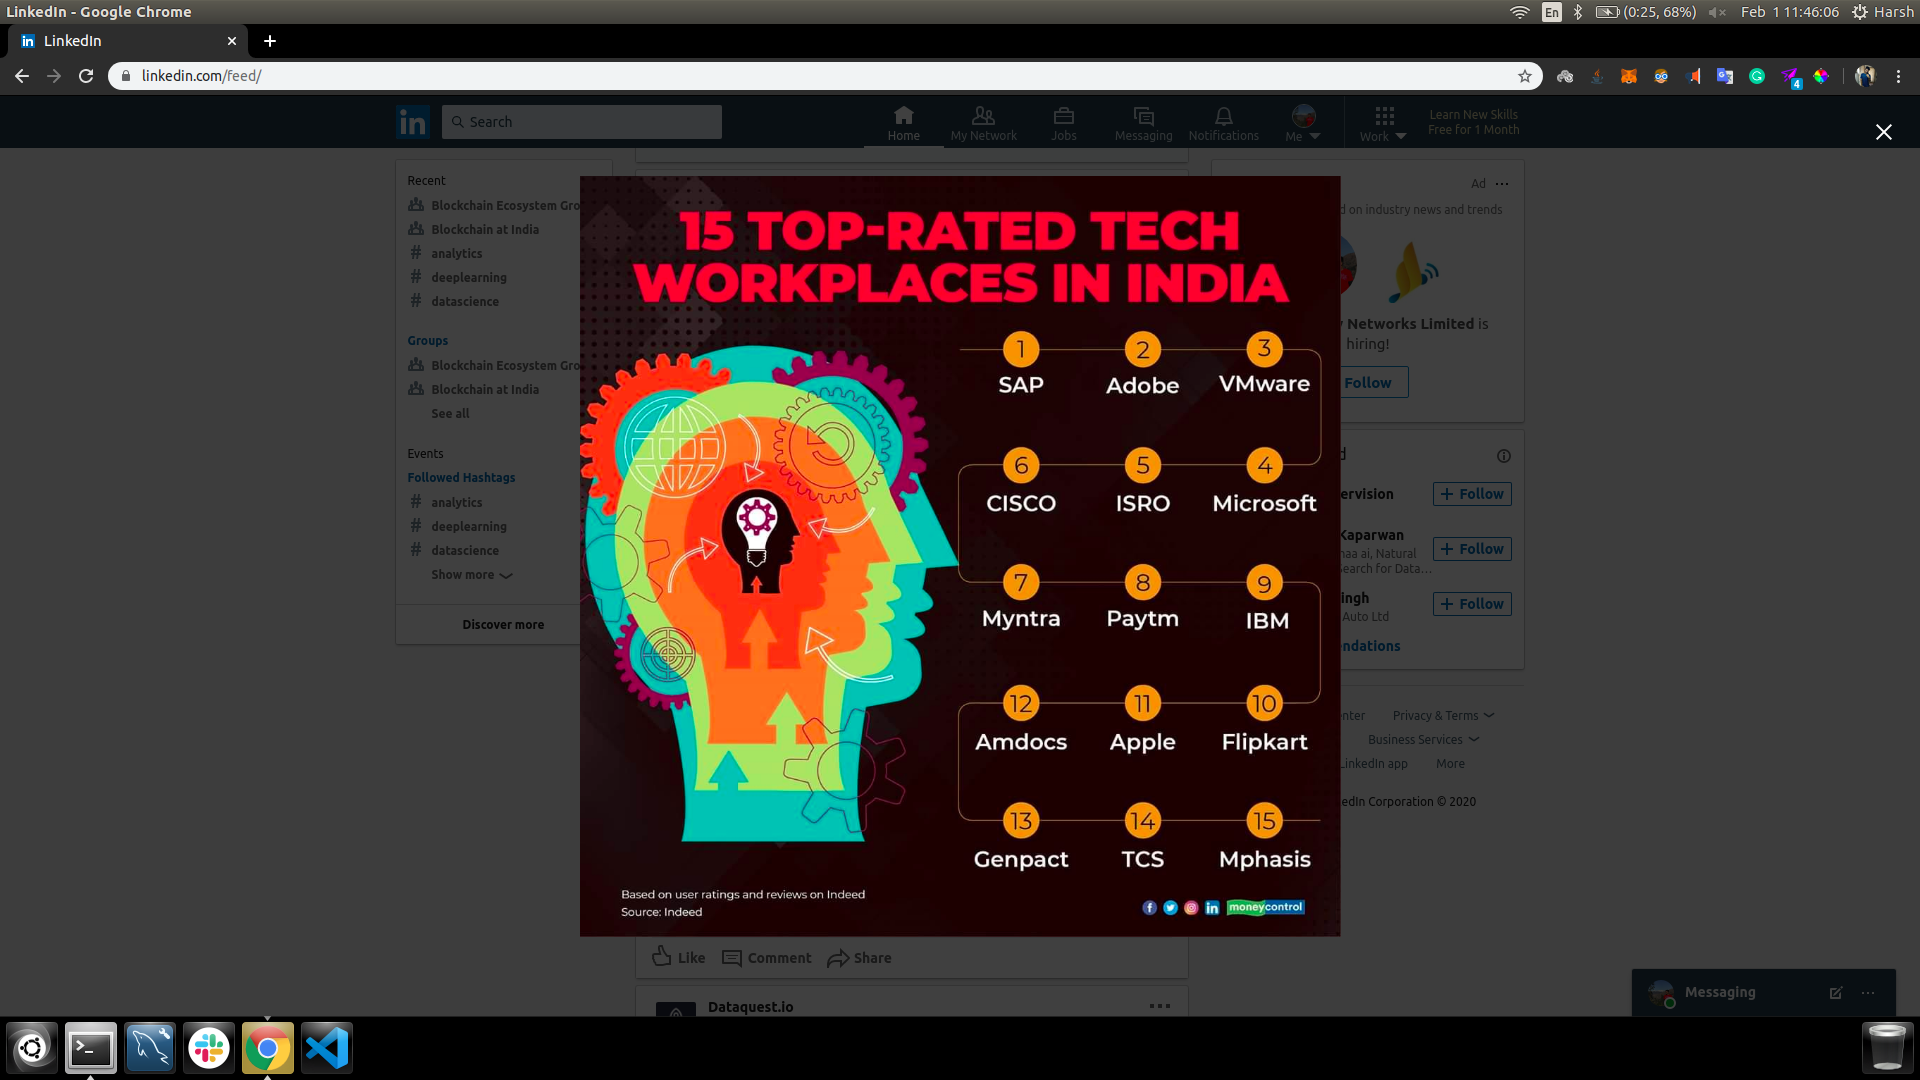 LinkedIn - Google Chrome
En
(0:25, 68%)
Feb 1 11:46:06
Harsh
LinkedIn
linkedin.com/feed/
4
in
Search
Home
My Network
Jobs
Messaging
Notifications
Me
Work
Learn New Skills
Free for 1 Month
Recent
Blockchain Ecosystem Gro
Blockchain at India
# analytics
# deeplearning
# datascience
Groups
Blockchain Ecosystem Gro
Blockchain at India
See all
Events
Followed Hashtags
# analytics
# deeplearning
# datascience
Show more
Discover more
15 TOP-RATED TECH
WORKPLACES IN INDIA
1 2 3
SAP Adobe VMware
6 5 4
CISCO ISRO Microsoft
7 8 9
Myntra Paytm IBM
12 11 10
Amdocs Apple Flipkart
13 14 15
Genpact TCS Mphasis
Based on user ratings and reviews on Indeed
Source: Indeed
moneycontrol
Like
Comment
Share
Dataquest.io
Ad
d on industry news and trends
Networks Limited is
hiring!
Follow
ervision
+ Follow
Kaparwan
aa ai, Natural
earch for Data...
+ Follow
ingh
Auto Ltd
+ Follow
ndations
nter
Privacy & Terms
Business Services
LinkedIn app
More
edIn Corporation © 2020
Messaging